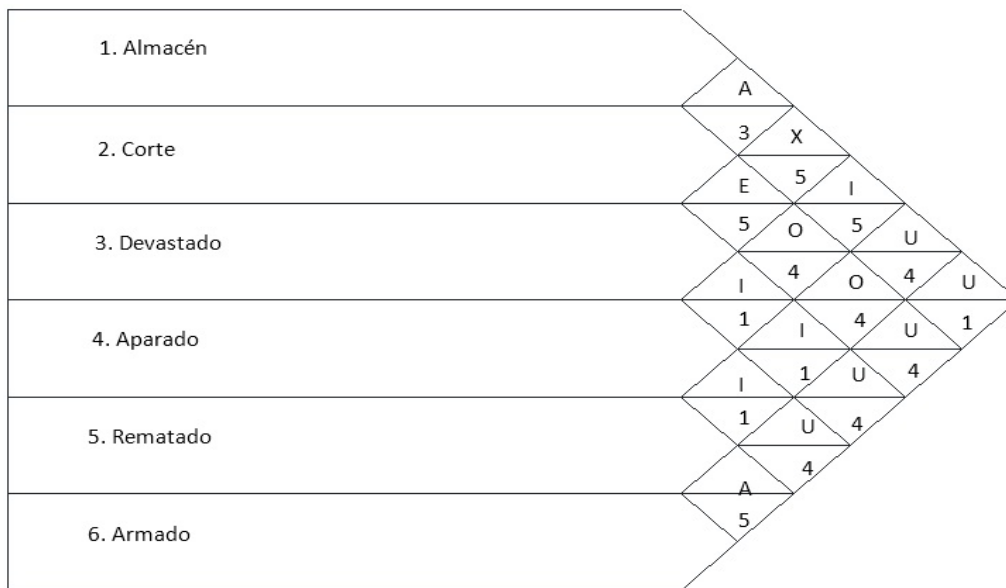 1. Almacén
A
3
X
2. Corte
E
5
I
5
O
5
U
3. Devastado
I
4
O
4
U
4. Aparado
1
I
4
U
1
I
1
U
4
5. Rematado
1
U
4
A
4
6. Armado
5